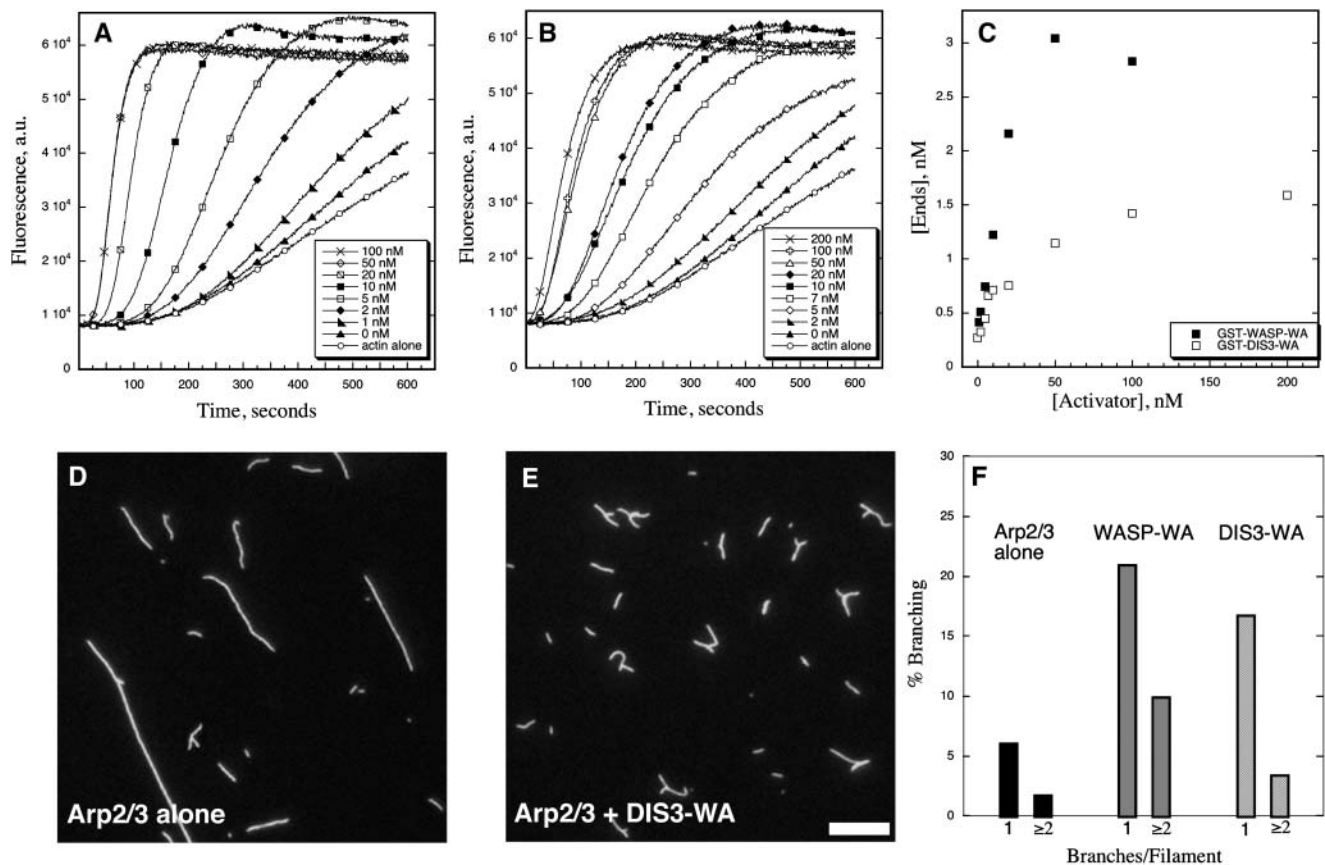 A
Fluorescence, a.u.
6 10⁴
5 10⁴
4 10⁴
3 10⁴
2 10⁴
1 10⁴
0
100 nM
50 nM
20 nM
10 nM
5 nM
2 nM
1 nM
0 nM
actin alone
100 200 300 400 500 600
Time, seconds
B
Fluorescence, a.u.
6 10⁴
5 10⁴
4 10⁴
3 10⁴
2 10⁴
1 10⁴
0
200 nM
100 nM
50 nM
20 nM
10 nM
7 nM
5 nM
2 nM
0 nM
actin alone
100 200 300 400 500 600
Time, seconds
C
[Ends], nM
3
2.5
2
1.5
1
0.5
0
GST-WASP-WA
GST-DIS3-WA
0 50 100 150 200
[Activator], nM
D
Arp2/3 alone
E
Arp2/3 + DIS3-WA
F
% Branching
30
25
20
15
10
5
0
Arp2/3
alone
WASP-WA
DIS3-WA
1 ≥2 1 ≥2 1 ≥2
Branches/Filament